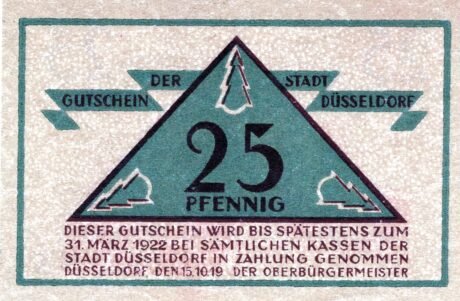 GUTSCHEIN DER STADT DÜSSELDORF
25
PFENNIG
DIESER GUTSCHEIN WIRD BIS SPÄTESTENS ZUM
31. MÄRZ 1922 BEI SÄMTLICHEN KASSEN DER
STADT DÜSSELDORF IN ZAHLUNG GENOMMEN
DÜSSELDORF, DEN 15.10.19 DER OBERBÜRGERMEISTER